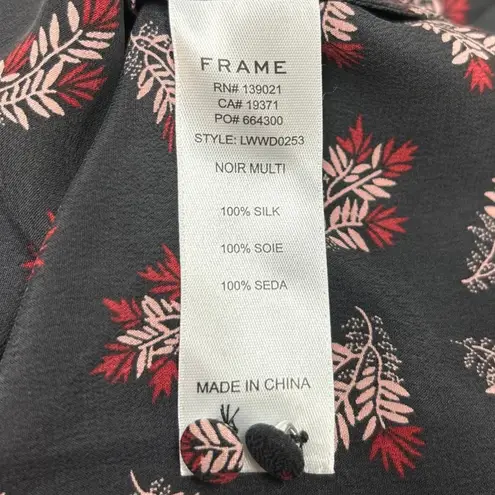 FRAME
RN# 139021
CA# 19371
PO# 664300
STYLE: LWWD0253
NOIR MULTI
100% SILK
100% SOIE
100% SEDA
MADE IN CHINA